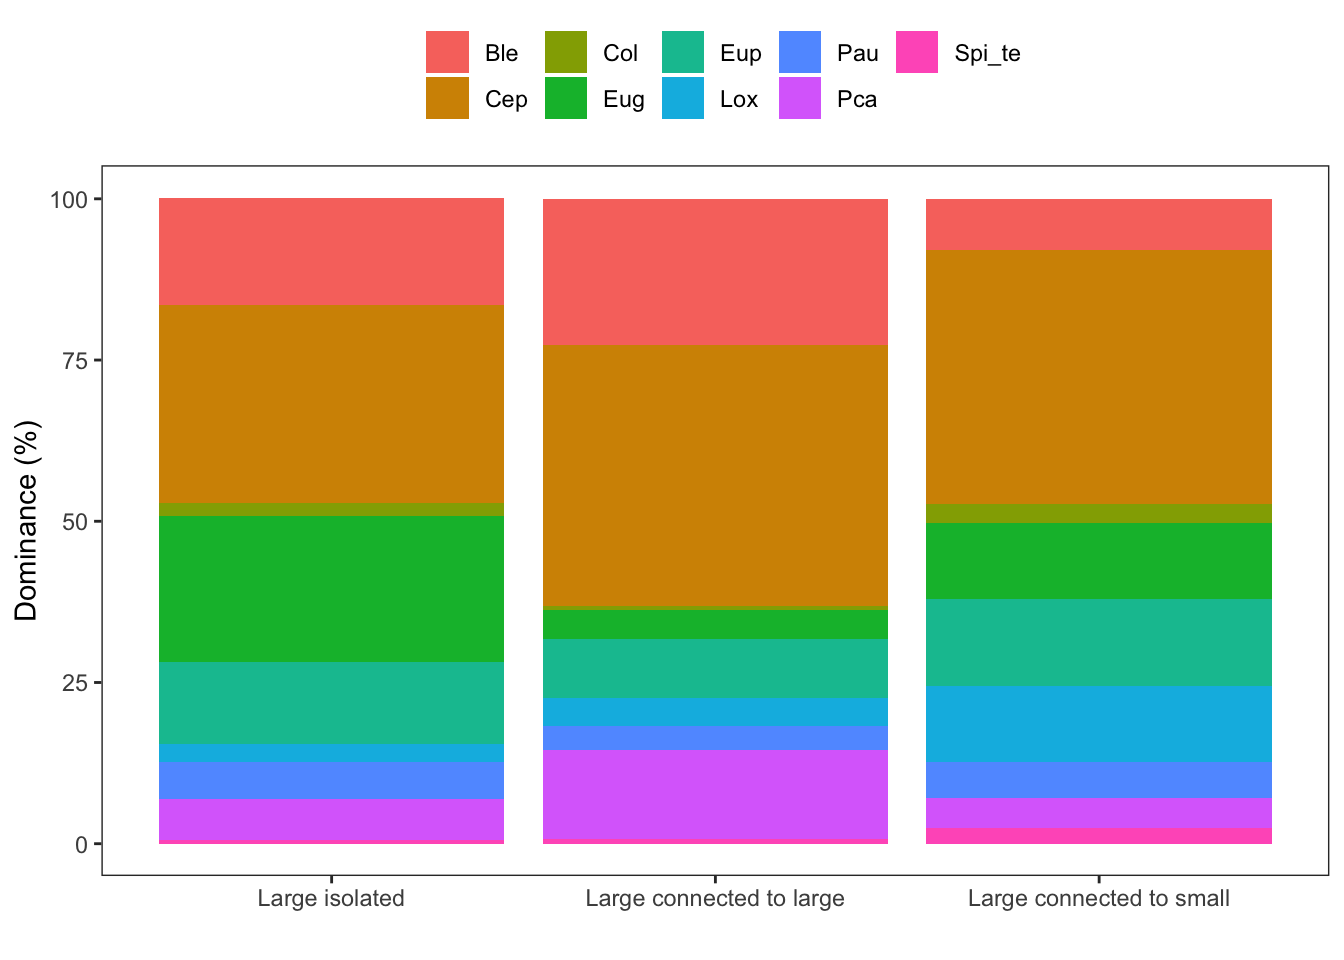 Ble Col Eup Pau Spi_te
Cep Eug Lox Pca
100
75
50
25
0
Dominance (%)
Large isolated Large connected to large Large connected to small